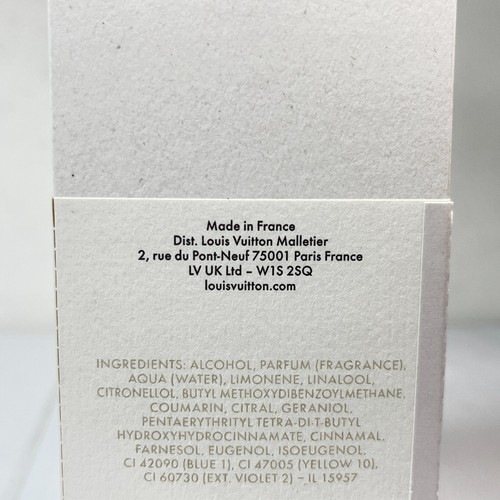 Made in France
Dist. Louis Vuitton Malletier
2, rue du Pont-Neuf 75001 Paris France
LV UK Ltd – W1S 2SQ
louisvuitton.com
INGREDIENTS: ALCOHOL, PARFUM (FRAGRANCE),
AQUA (WATER), LIMONENE, LINALOOL,
CITRONELLOL, BUTYL METHOXYDIBENZOYLMETHANE,
COUMARIN, CITRAL, GERANIOL,
PENTAERYTHRITYL TETRA-DI-T-BUTYL
HYDROXYHYDROCINNAMATE, CINNAMAL,
FARNESOL, EUGENOL, ISOEUGENOL,
CI 42090 (BLUE 1), CI 47005 (YELLOW 10),
CI 60730 (EXT. VIOLET 2) – IL 15957